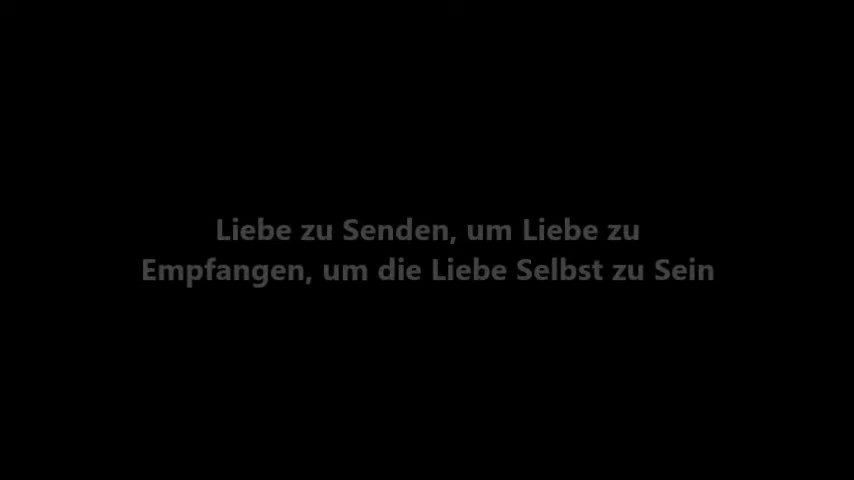 Liebe zu Senden, um Liebe zu
Empfangen, um die Liebe Selbst zu Sein